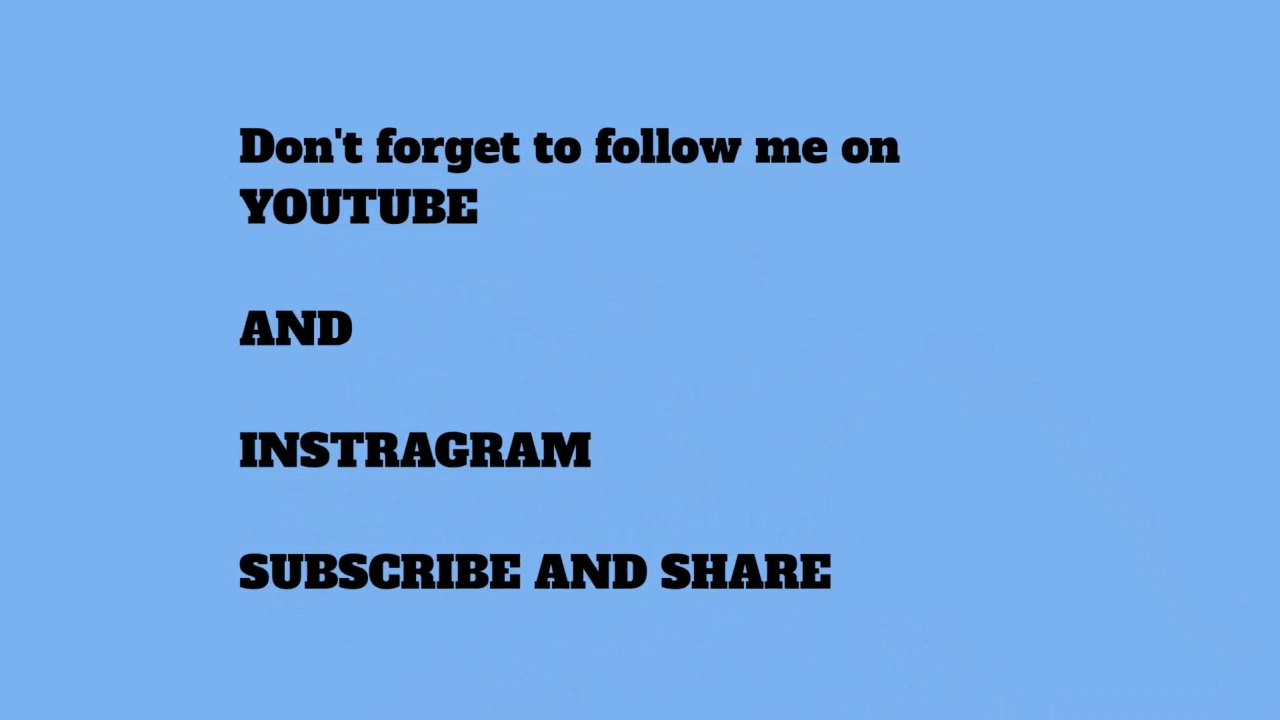 Don't forget to follow me on
YOUTUBE
AND
INSTRAGRAM
SUBSCRIBE AND SHARE